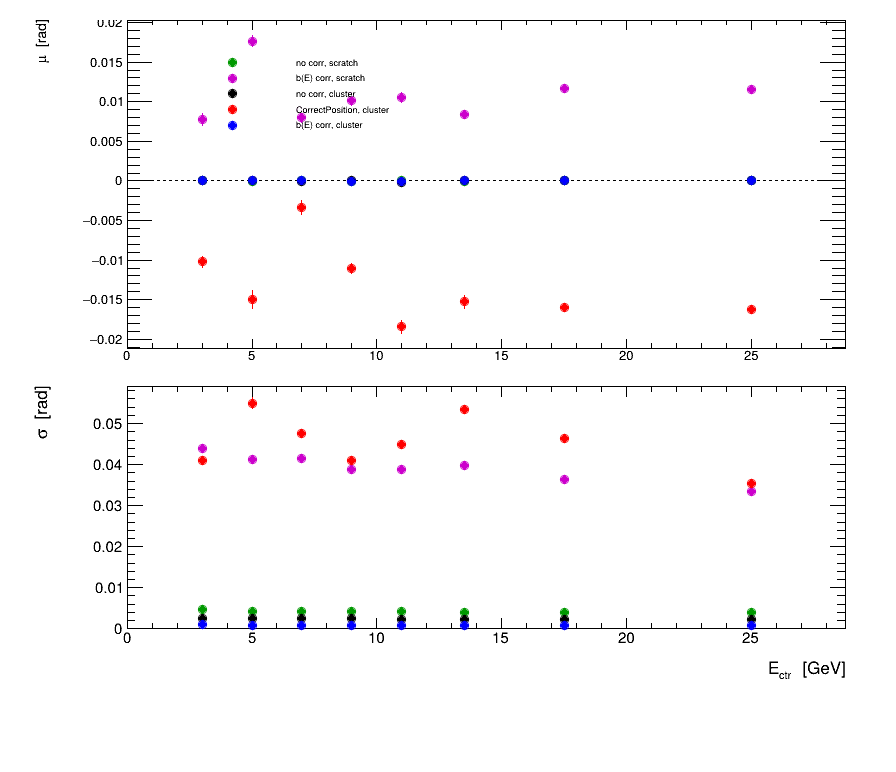 μ [rad]
0.02
0.015
0.01
0.005
0
−0.005
−0.01
−0.015
−0.02
no corr, scratch
b(E) corr, scratch
no corr, cluster
CorrectPosition, cluster
b(E) corr, cluster
0 5 10 15 20 25
σ [rad]
0.05
0.04
0.03
0.02
0.01
0
0 5 10 15 20 25
E_ctr [GeV]